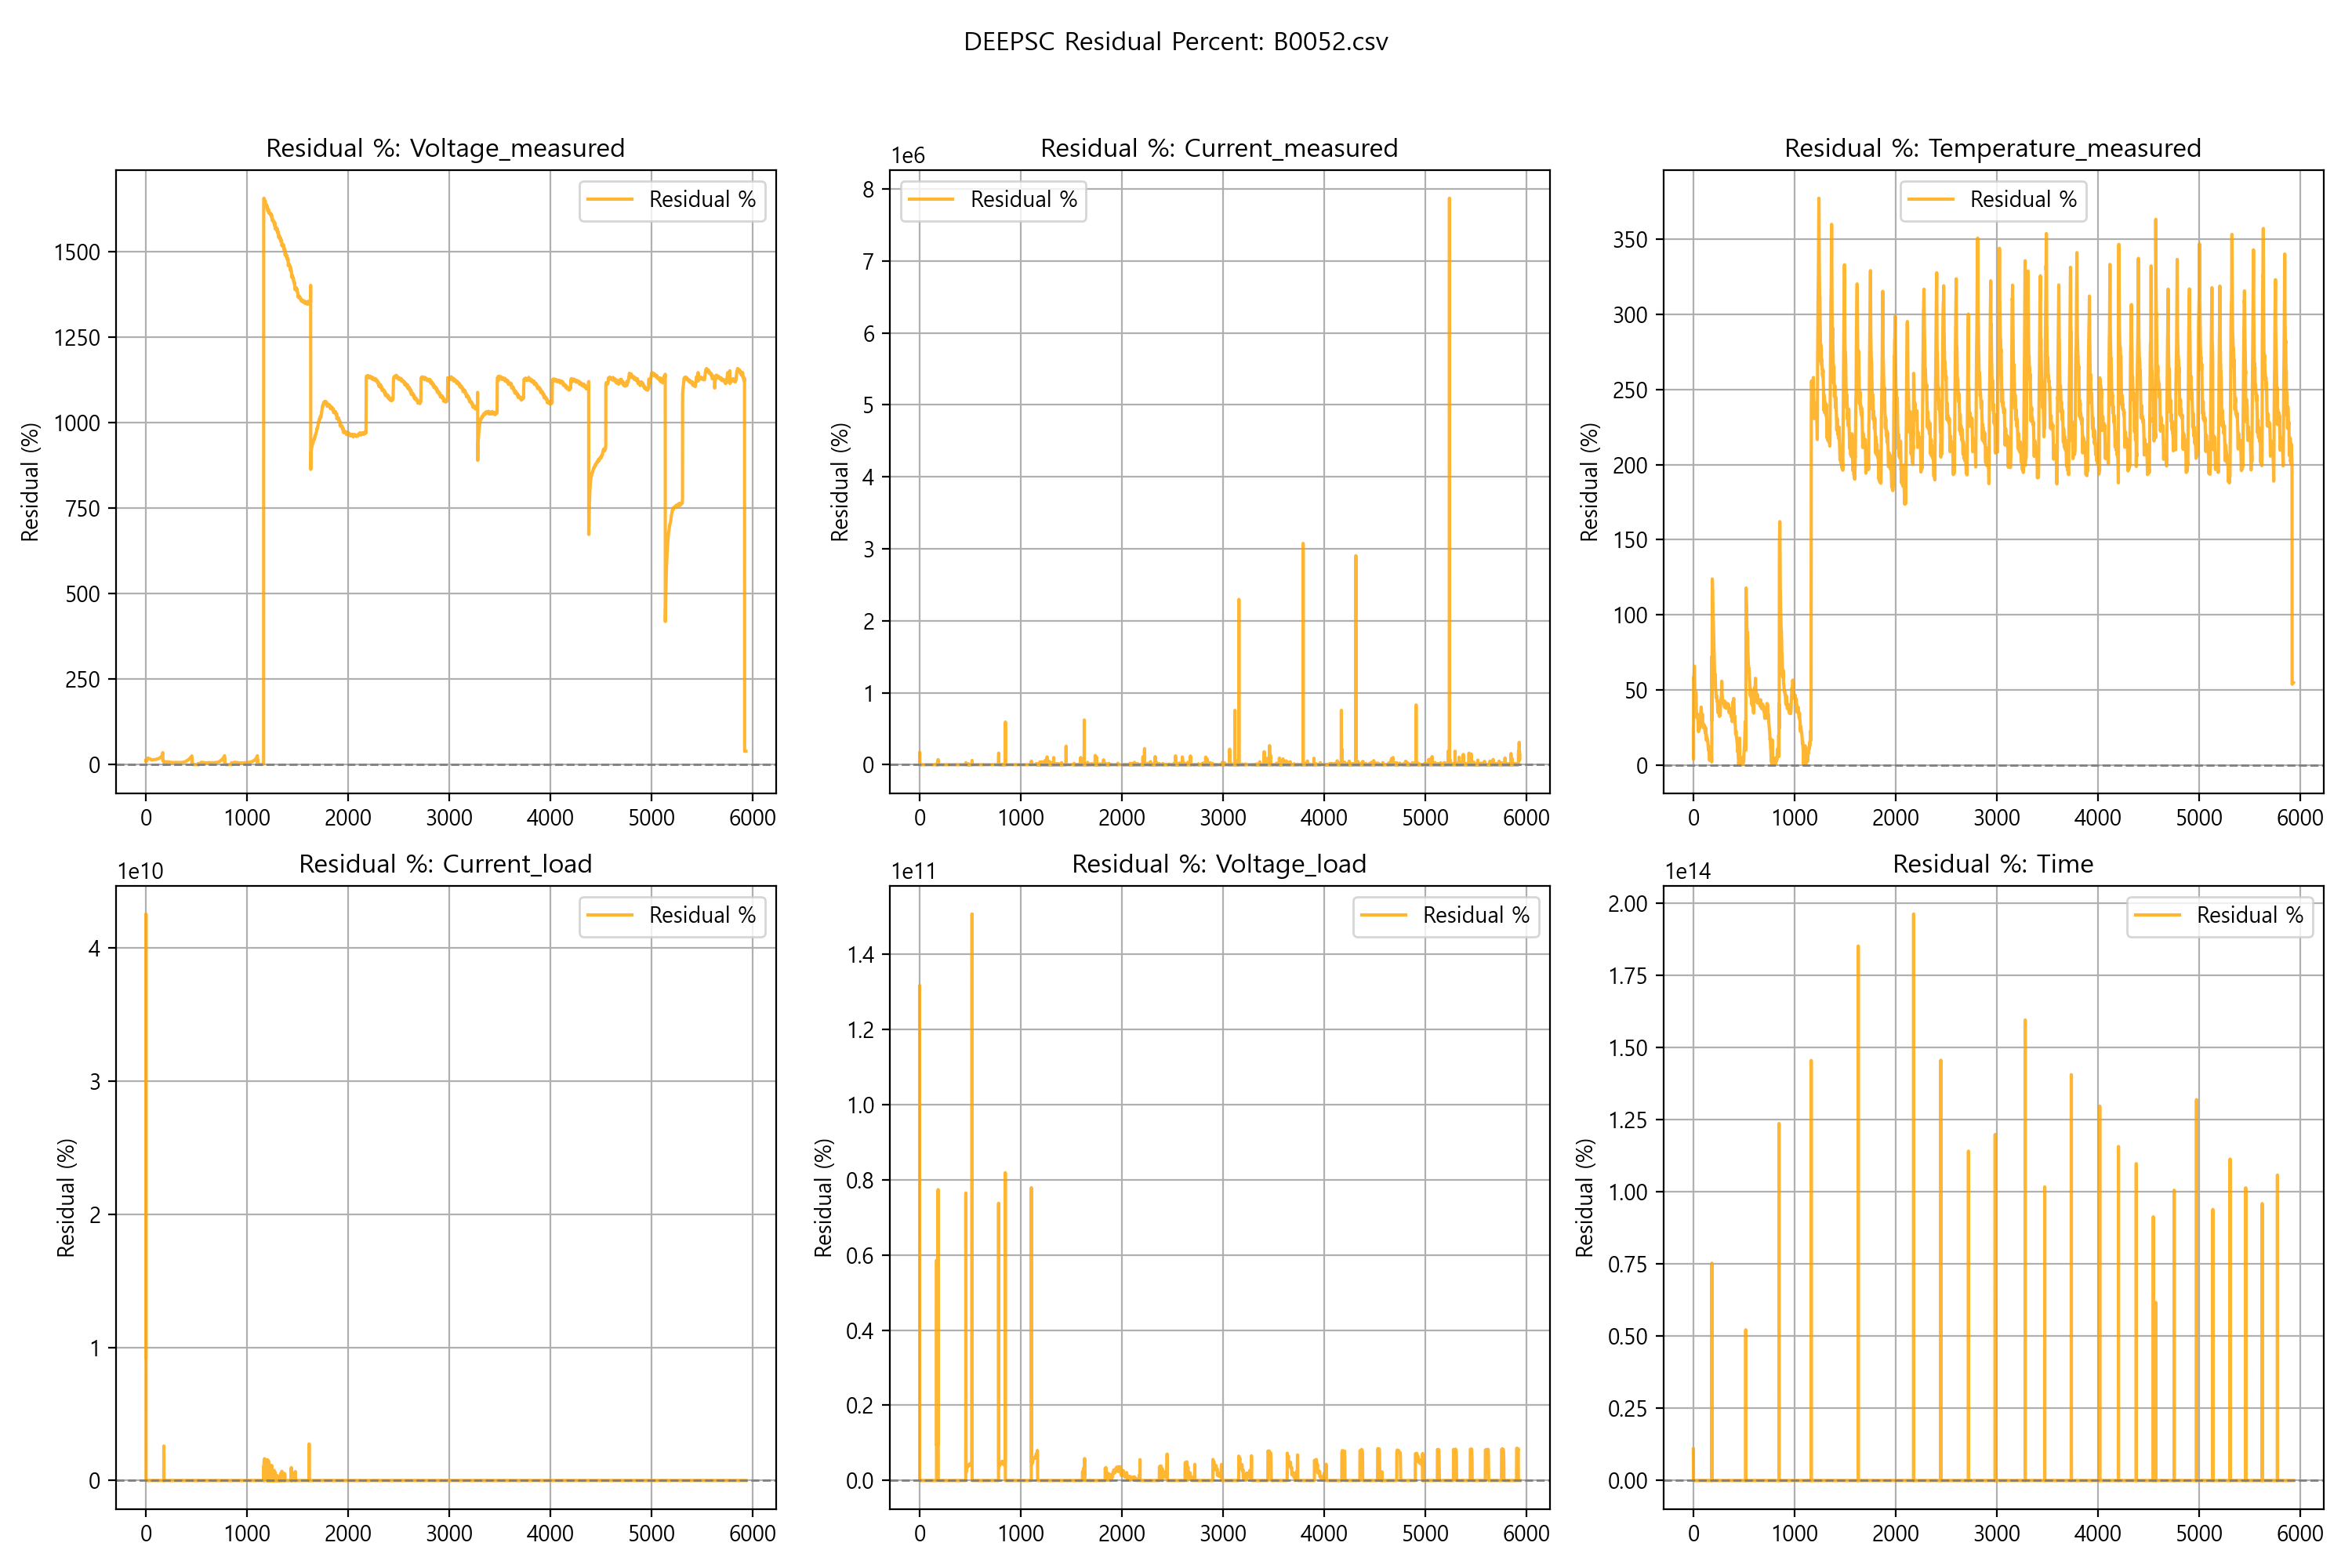 DEEPSC Residual Percent: B0052.csv
Residual %: Voltage_measured
Residual %
Residual (%)
1500
1250
1000
750
500
250
0
0 1000 2000 3000 4000 5000 6000
Residual %: Current_measured
1e6
Residual %
Residual (%)
8
7
6
5
4
3
2
1
0
0 1000 2000 3000 4000 5000 6000
Residual %: Temperature_measured
Residual %
Residual (%)
350
300
250
200
150
100
50
0
0 1000 2000 3000 4000 5000 6000
Residual %: Current_load
1e10
Residual %
Residual (%)
4
3
2
1
0
0 1000 2000 3000 4000 5000 6000
Residual %: Voltage_load
1e11
Residual %
Residual (%)
1.4
1.2
1.0
0.8
0.6
0.4
0.2
0.0
0 1000 2000 3000 4000 5000 6000
Residual %: Time
1e14
Residual %
Residual (%)
2.00
1.75
1.50
1.25
1.00
0.75
0.50
0.25
0.00
0 1000 2000 3000 4000 5000 6000